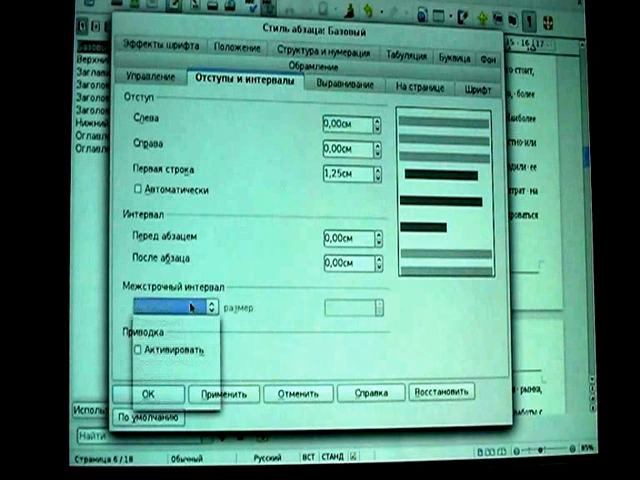 Стиль абзаца: Базовый
Эффекты шрифта Положение Структура и нумерация Табуляция Буквица Фон
Обрамление
Управление Отступы и интервалы Выравнивание На странице Шрифт
Отступ
Слева 0,00см
Справа 0,00см
Первая строка 1,25см
Автоматически
Интервал
Перед абзацем 0,00см
После абзаца 0,00см
Межстрочный интервал
размер
Приводка
Активировать
ОК Применить Отменить Справка Восстановить
По умолчанию
Найти
Страница 6 / 18 Обычный Русский ВСТ СТАНД 85%